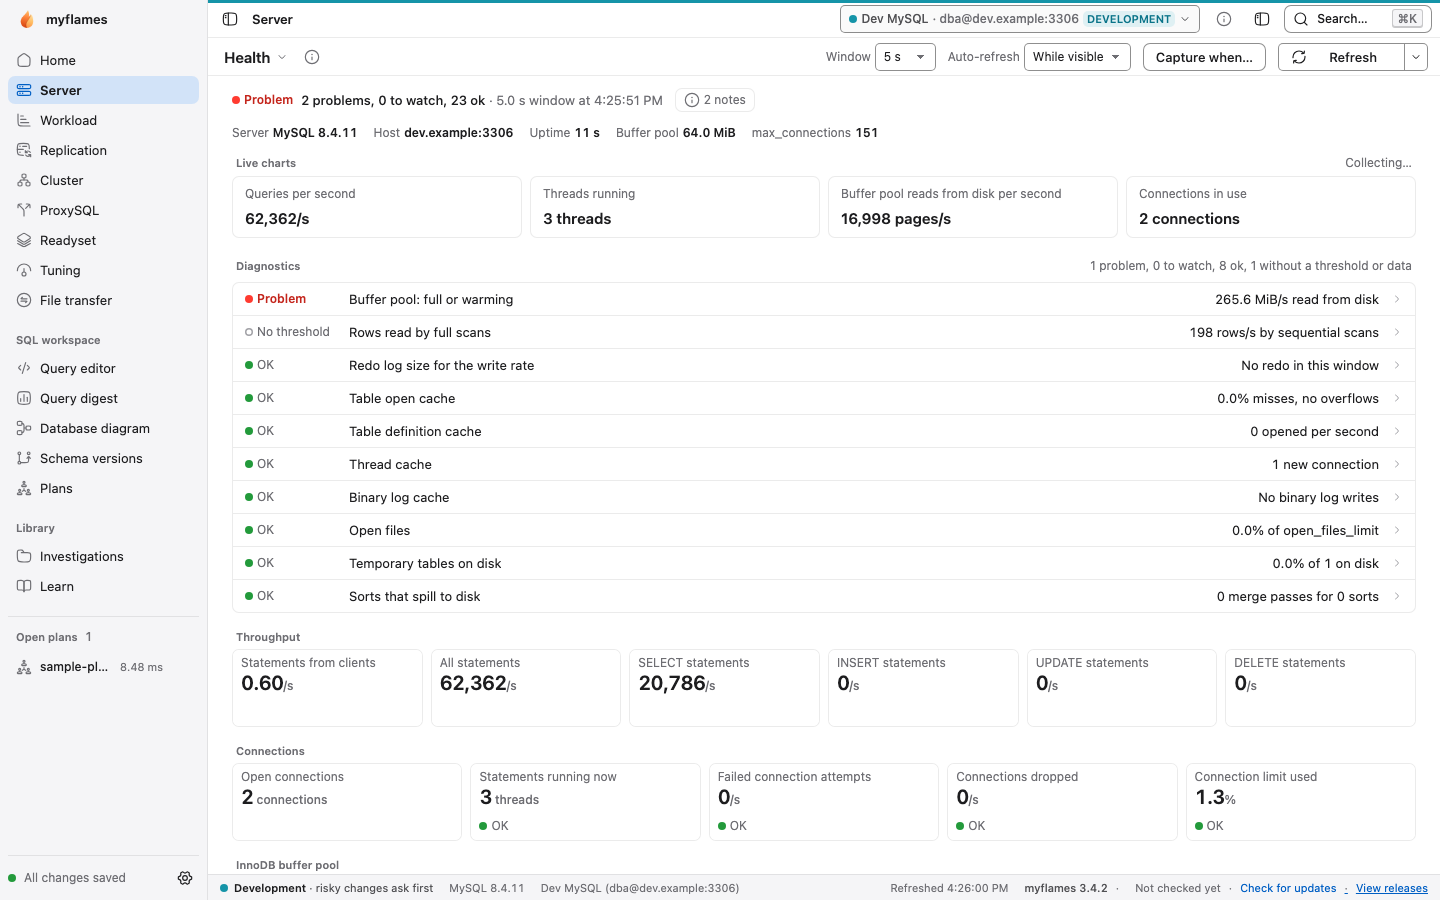 myflames
Home
Server
Workload
Replication
Cluster
ProxySQL
Readyset
Tuning
File transfer
SQL workspace
Query editor
Query digest
Database diagram
Schema versions
Plans
Library
Investigations
Learn
Open plans 1
sample-pl... 8.48 ms
All changes saved
Server
Dev MySQL · dba@dev.example:3306 DEVELOPMENT
Search... ⌘K
Health
Window 5 s
Auto-refresh While visible
Capture when...
Refresh
Problem 2 problems, 0 to watch, 23 ok · 5.0 s window at 4:25:51 PM 2 notes
Server MySQL 8.4.11 Host dev.example:3306 Uptime 11 s Buffer pool 64.0 MiB max_connections 151
Live charts Collecting...
Queries per second
62,362/s
Threads running
3 threads
Buffer pool reads from disk per second
16,998 pages/s
Connections in use
2 connections
Diagnostics 1 problem, 0 to watch, 8 ok, 1 without a threshold or data
Problem Buffer pool: full or warming 265.6 MiB/s read from disk
No threshold Rows read by full scans 198 rows/s by sequential scans
OK Redo log size for the write rate No redo in this window
OK Table open cache 0.0% misses, no overflows
OK Table definition cache 0 opened per second
OK Thread cache 1 new connection
OK Binary log cache No binary log writes
OK Open files 0.0% of open_files_limit
OK Temporary tables on disk 0.0% of 1 on disk
OK Sorts that spill to disk 0 merge passes for 0 sorts
Throughput
Statements from clients
0.60/s
All statements
62,362/s
SELECT statements
20,786/s
INSERT statements
0/s
UPDATE statements
0/s
DELETE statements
0/s
Connections
Open connections
2 connections
Statements running now
3 threads
OK
Failed connection attempts
0/s
OK
Connections dropped
0/s
OK
Connection limit used
1.3%
OK
InnoDB buffer pool
Development · risky changes ask first MySQL 8.4.11 Dev MySQL (dba@dev.example:3306) Refreshed 4:26:00 PM myflames 3.4.2 · Not checked yet · Check for updates · View releases